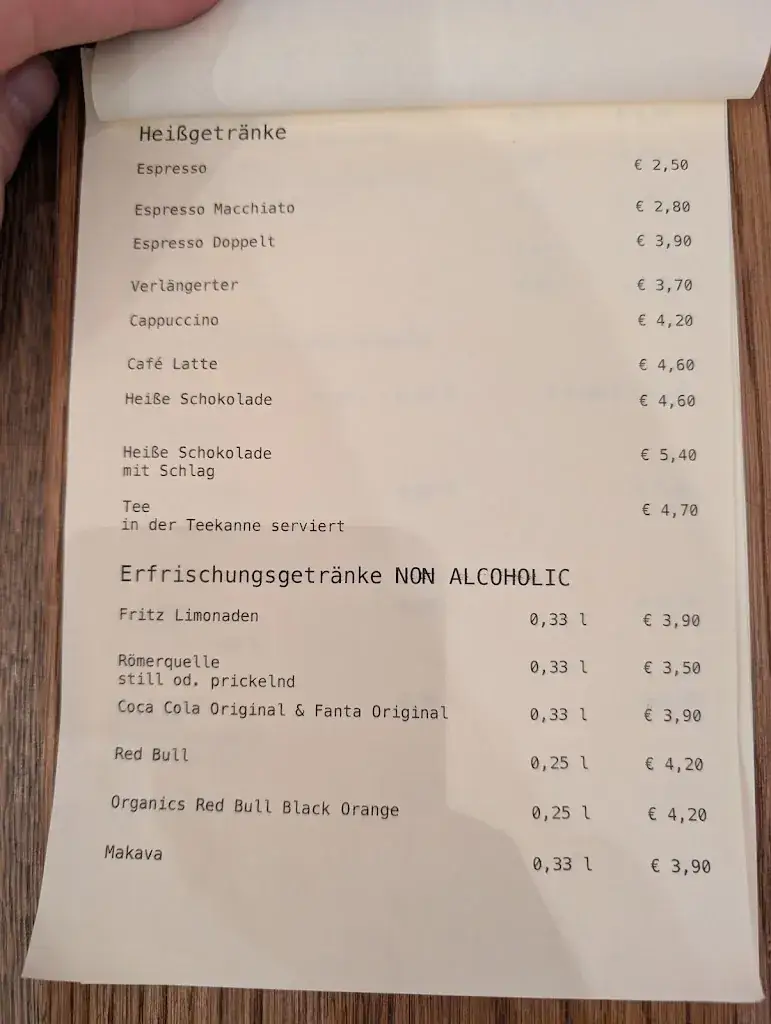 Heißgetränke
Espresso € 2,50
Espresso Macchiato € 2,80
Espresso Doppelt € 3,90
Verlängerter € 3,70
Cappuccino € 4,20
Café Latte € 4,60
Heiße Schokolade € 4,60
Heiße Schokolade € 5,40
mit Schlag
Tee € 4,70
in der Teekanne serviert
Erfrischungsgetränke NON ALCOHOLIC
Fritz Limonaden 0,33 l € 3,90
Römerquelle 0,33 l € 3,50
still od. prickelnd
Coca Cola Original & Fanta Original 0,33 l € 3,90
Red Bull 0,25 l € 4,20
Organics Red Bull Black Orange 0,25 l € 4,20
Makava 0,33 l € 3,90